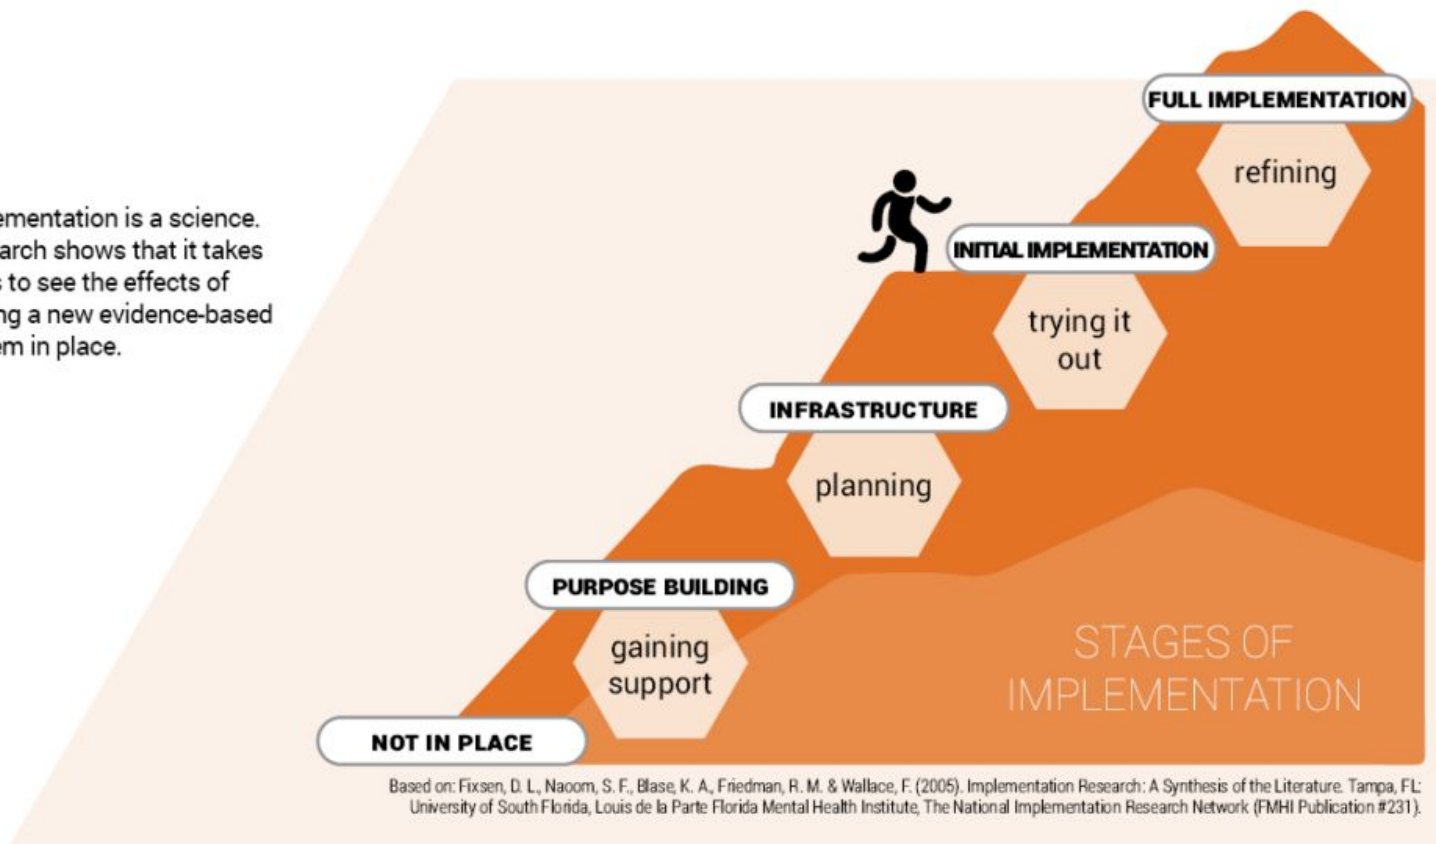 ementation is a science.
arch shows that it takes
s to see the effects of
ng a new evidence-based
em in place.
FULL IMPLEMENTATION
refining
INITIAL IMPLEMENTATION
trying it
out
INFRASTRUCTURE
planning
PURPOSE BUILDING
gaining
support
NOT IN PLACE
STAGES OF
IMPLEMENTATION
Based on: Fixsen, D. L., Naoom, S. F., Blase, K. A., Friedman, R. M. & Wallace, F. (2005). Implementation Research: A Synthesis of the Literature. Tampa, FL:
University of South Florida, Louis de la Parte Florida Mental Health Institute, The National Implementation Research Network (FMHI Publication #231).